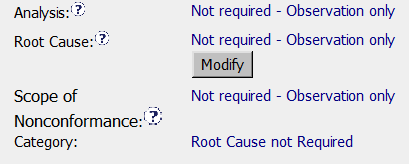 Analysis:? Not required - Observation only
Root Cause:? Not required - Observation only
Modify
Scope of Not required - Observation only
Nonconformance:?
Category: Root Cause not Required